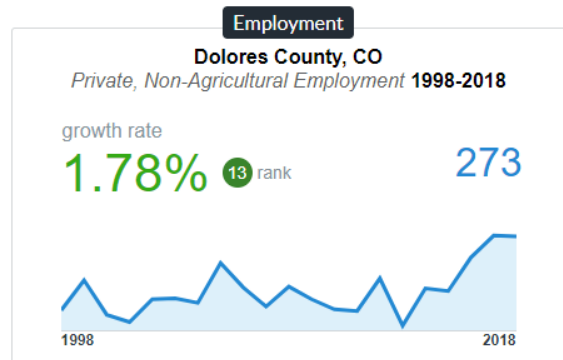 Employment
Dolores County, CO
Private, Non-Agricultural Employment 1998-2018
growth rate
1.78% 13 rank 273
1998 2018